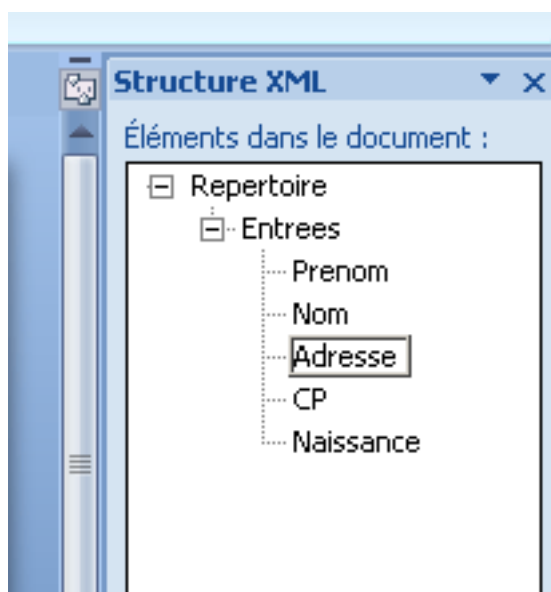 Structure XML
Éléments dans le document :
Repertoire
Entrees
Prenom
Nom
Adresse
CP
Naissance